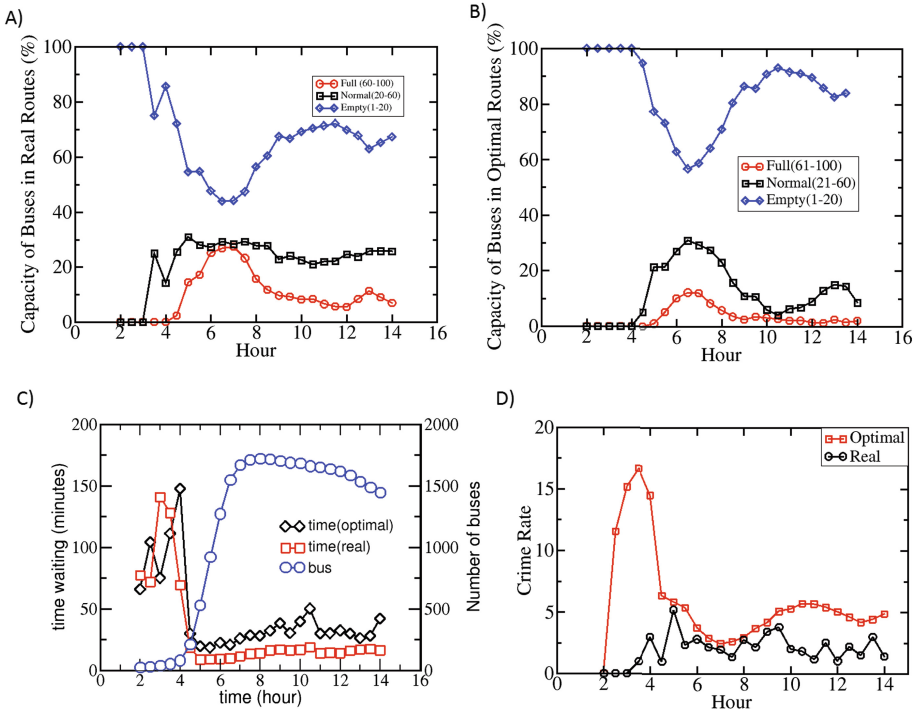 A)
Capacity of Buses in Real Routes (%)
100
80
60
40
20
0
Full (60-100)
Normal(20-60)
Empty(1-20)
0 2 4 6 8 10 12 14 16
Hour
B)
Capacity of Buses in Optimal Routes (%)
100
80
60
40
20
0
Full(61-100)
Normal(21-60)
Empty(1-20)
0 2 4 6 8 10 12 14 16
Hour
C)
time waiting (minutes)
200
150
100
50
0
time(optimal)
time(real)
bus
2000
1500
1000
500
0
Number of buses
0 2 4 6 8 10 12 14 16
time (hour)
D)
Crime Rate
20
15
10
5
0
Optimal
Real
0 2 4 6 8 10 12 14
Hour